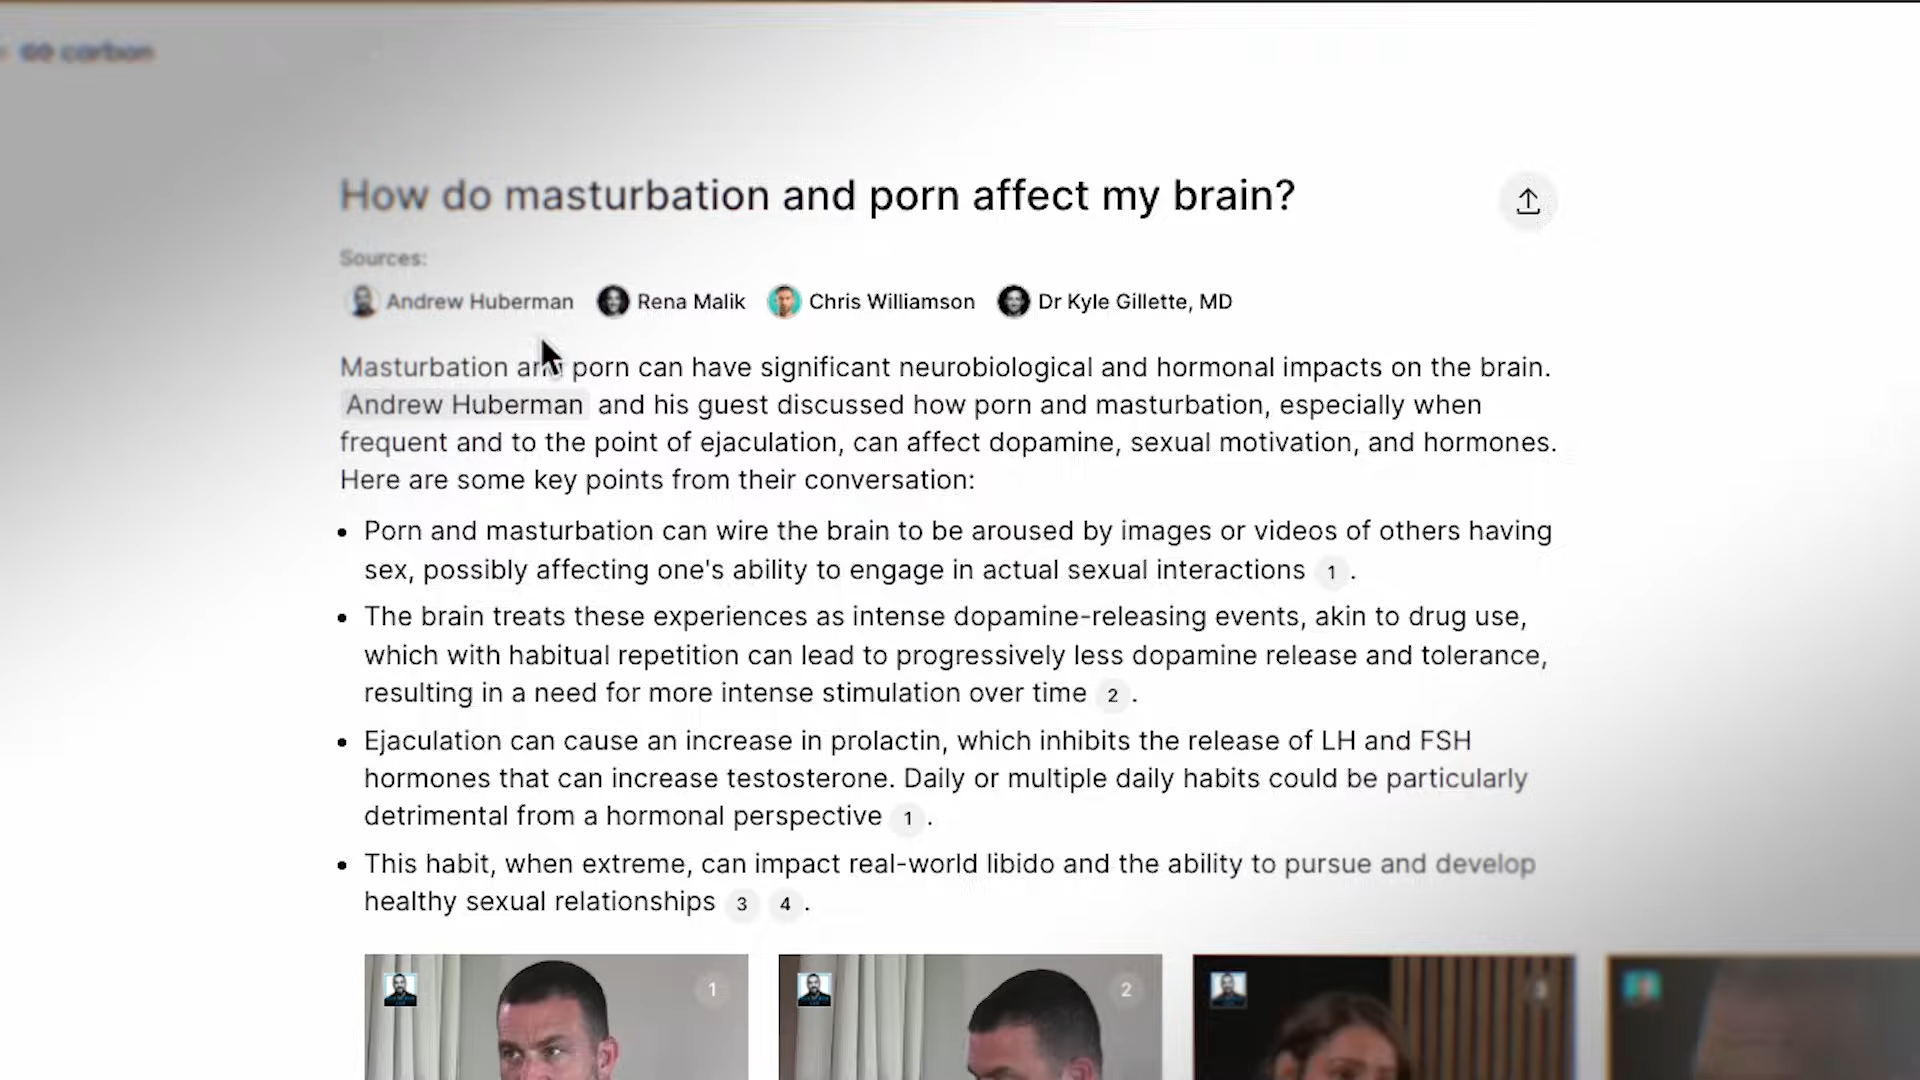 carbon
How do masturbation and porn affect my brain?
Sources:
Andrew Huberman Rena Malik Chris Williamson Dr Kyle Gillette, MD
Masturbation and porn can have significant neurobiological and hormonal impacts on the brain.
Andrew Huberman and his guest discussed how porn and masturbation, especially when
frequent and to the point of ejaculation, can affect dopamine, sexual motivation, and hormones.
Here are some key points from their conversation:
• Porn and masturbation can wire the brain to be aroused by images or videos of others having
sex, possibly affecting one's ability to engage in actual sexual interactions 1 .
• The brain treats these experiences as intense dopamine-releasing events, akin to drug use,
which with habitual repetition can lead to progressively less dopamine release and tolerance,
resulting in a need for more intense stimulation over time 2 .
• Ejaculation can cause an increase in prolactin, which inhibits the release of LH and FSH
hormones that can increase testosterone. Daily or multiple daily habits could be particularly
detrimental from a hormonal perspective 1 .
• This habit, when extreme, can impact real-world libido and the ability to pursue and develop
healthy sexual relationships 3 4 .
1 2 3